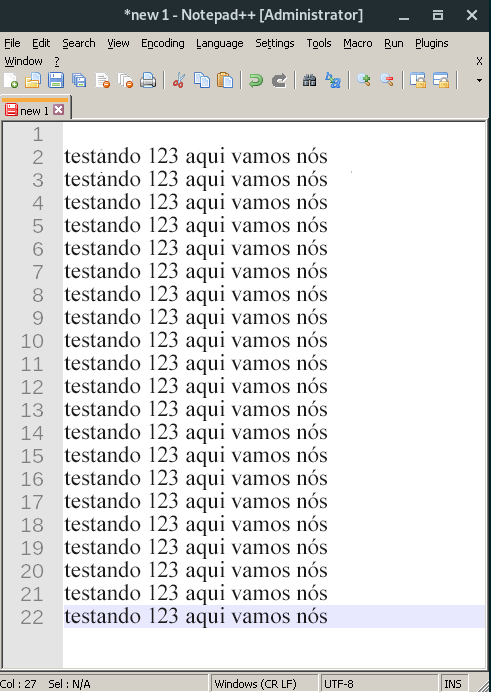 *new 1 - Notepad++ [Administrator]
File Edit Search View Encoding Language Settings Tools Macro Run Plugins
Window ? x
new 1
1
2 testando 123 aqui vamos nós
3 testando 123 aqui vamos nós
4 testando 123 aqui vamos nós
5 testando 123 aqui vamos nós
6 testando 123 aqui vamos nós
7 testando 123 aqui vamos nós
8 testando 123 aqui vamos nós
9 testando 123 aqui vamos nós
10 testando 123 aqui vamos nós
11 testando 123 aqui vamos nós
12 testando 123 aqui vamos nós
13 testando 123 aqui vamos nós
14 testando 123 aqui vamos nós
15 testando 123 aqui vamos nós
16 testando 123 aqui vamos nós
17 testando 123 aqui vamos nós
18 testando 123 aqui vamos nós
19 testando 123 aqui vamos nós
20 testando 123 aqui vamos nós
21 testando 123 aqui vamos nós
22 testando 123 aqui vamos nós
Col : 27 Sel : N/A Windows (CR LF) UTF-8 INS